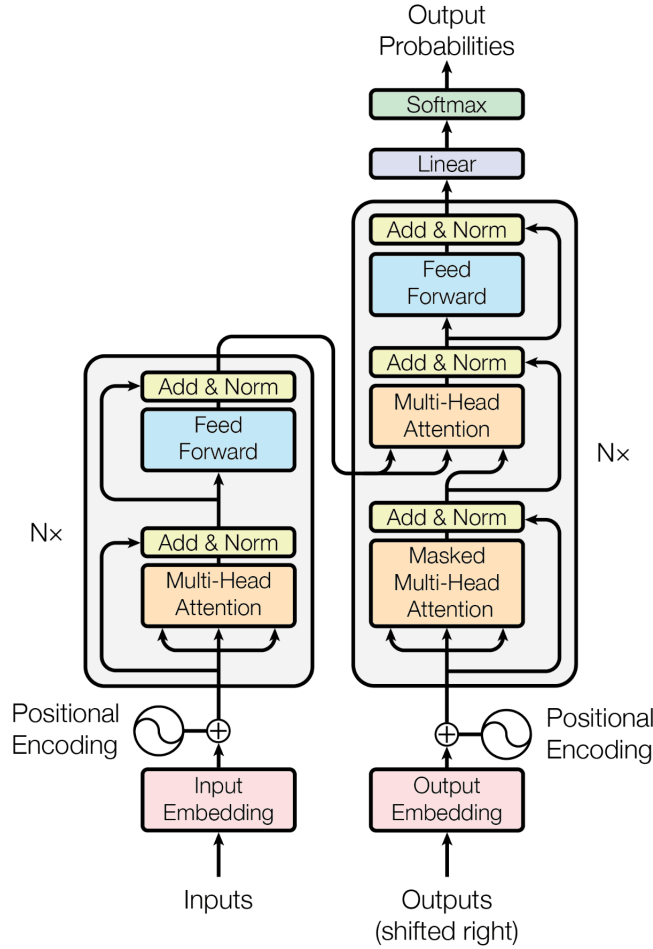 Output
Probabilities
Softmax
Linear
Add & Norm
Feed
Forward
Add & Norm
Multi-Head
Attention
Add & Norm
Masked
Multi-Head
Attention
Nx
Add & Norm
Feed
Forward
Add & Norm
Multi-Head
Attention
Nx
Positional
Encoding
Positional
Encoding
Input
Embedding
Output
Embedding
Inputs
Outputs
(shifted right)